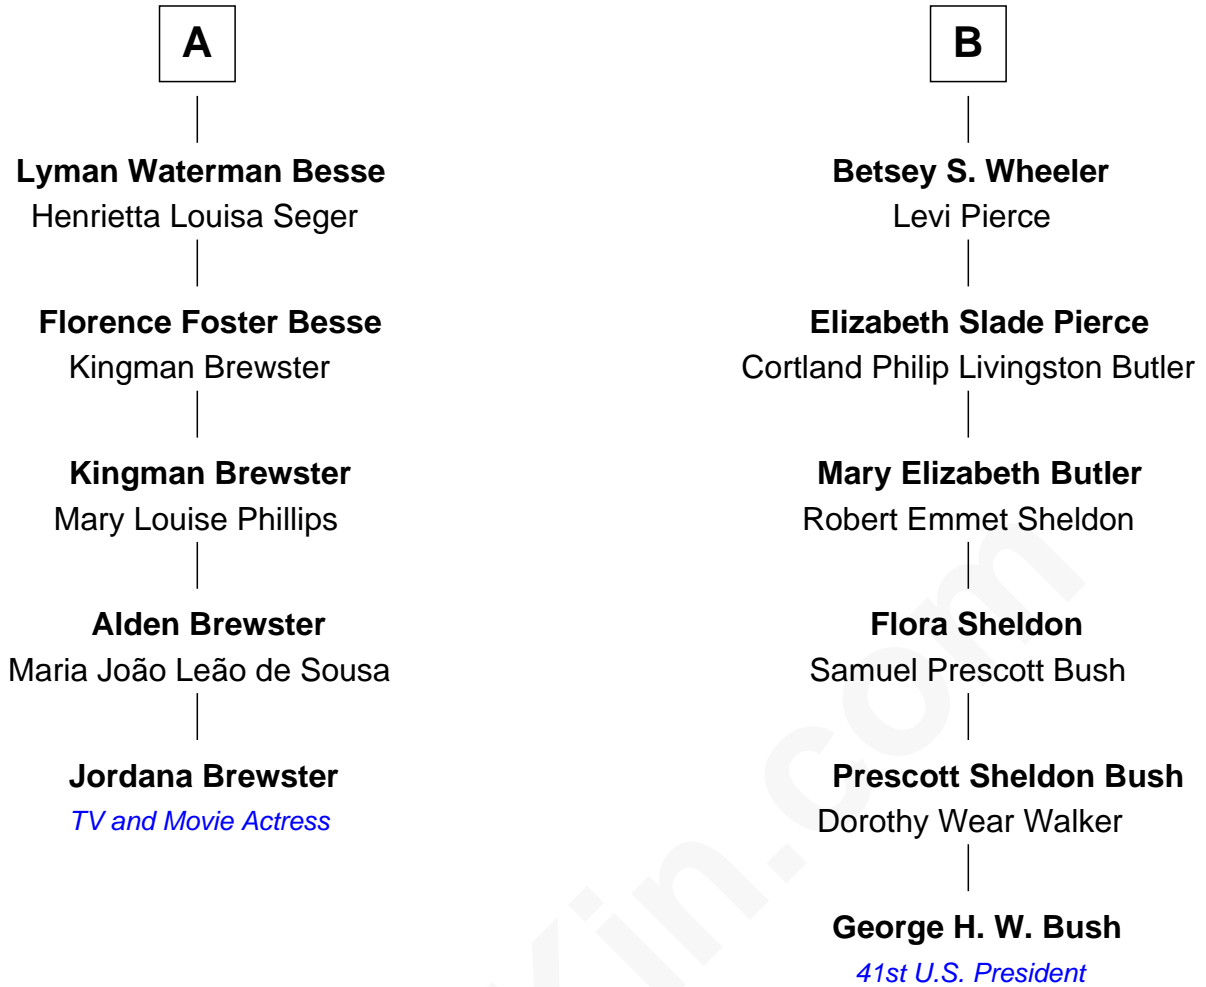 A
Lyman Waterman Besse
Henrietta Louisa Seger
Florence Foster Besse
Kingman Brewster
Kingman Brewster
Mary Louise Phillips
Alden Brewster
Maria João Leão de Sousa
Jordana Brewster
TV and Movie Actress
B
Betsey S. Wheeler
Levi Pierce
Elizabeth Slade Pierce
Cortland Philip Livingston Butler
Mary Elizabeth Butler
Robert Emmet Sheldon
Flora Sheldon
Samuel Prescott Bush
Prescott Sheldon Bush
Dorothy Wear Walker
George H. W. Bush
41st U.S. President